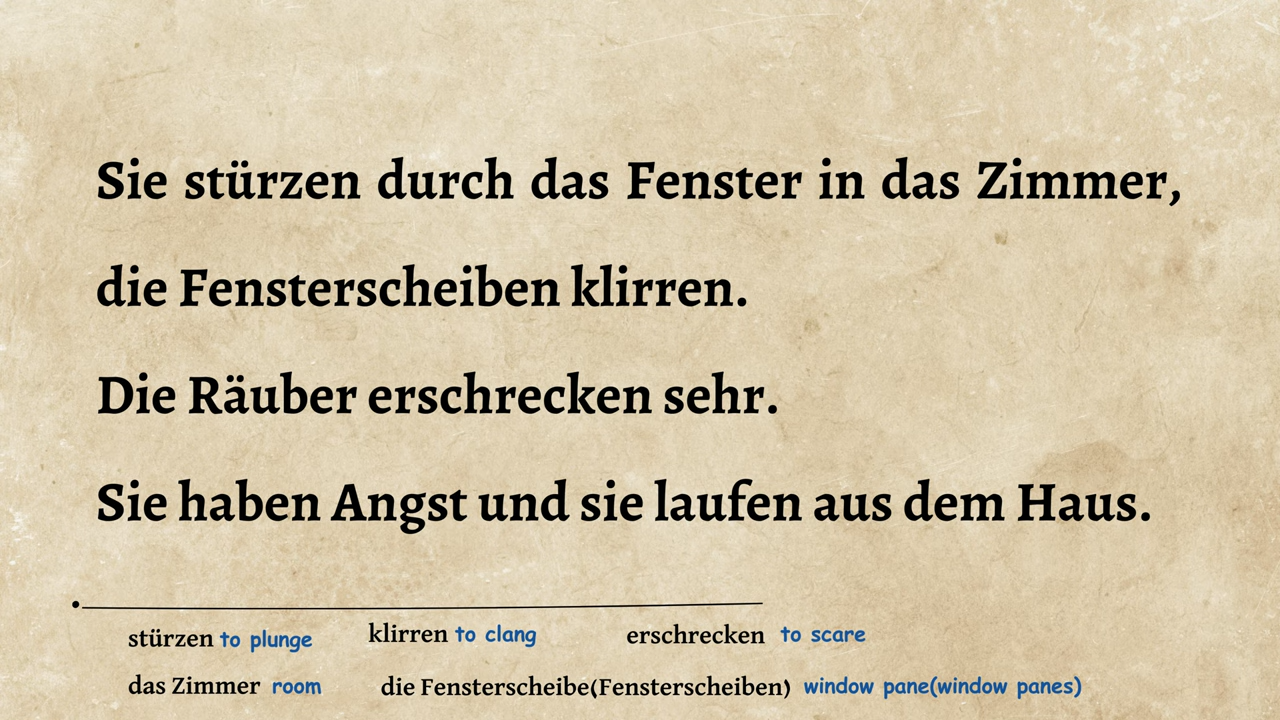 Sie stürzen durch das Fenster in das Zimmer,
die Fensterscheiben klirren.
Die Räuber erschrecken sehr.
Sie haben Angst und sie laufen aus dem Haus.
stürzen to plunge klirren to clang erschrecken to scare
das Zimmer room die Fensterscheibe(Fensterscheiben) window pane(window panes)